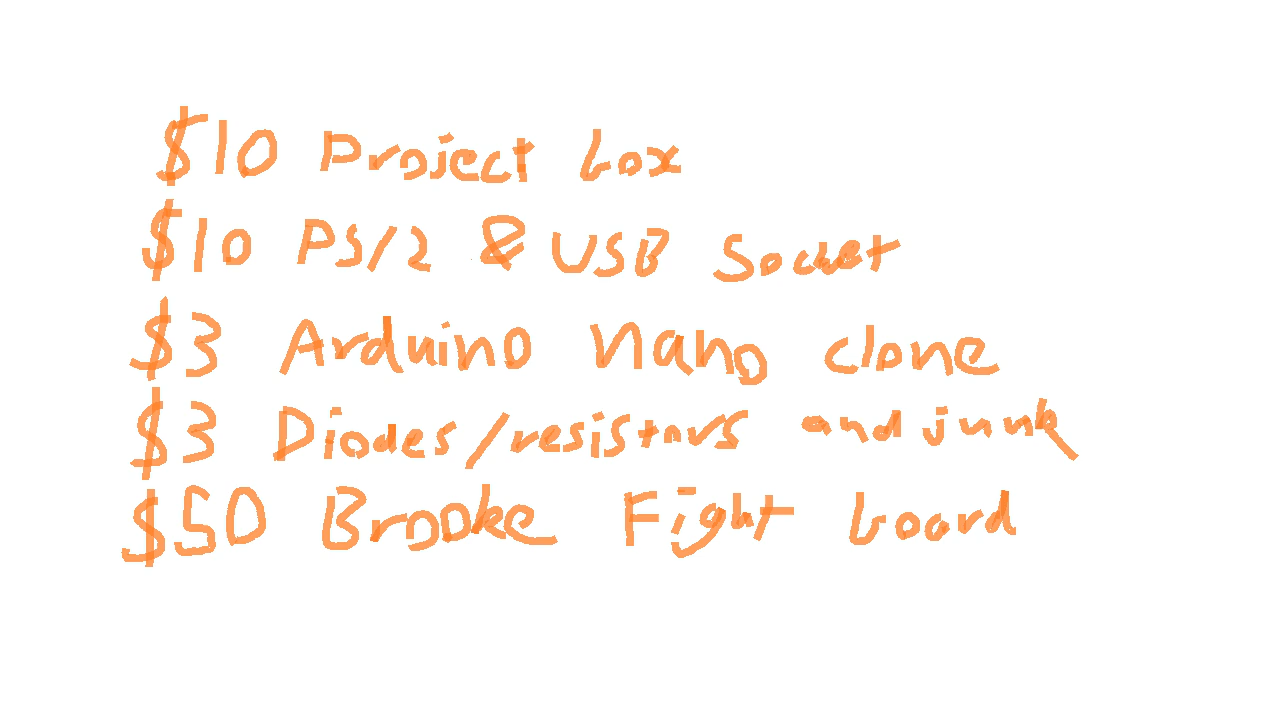 $10 Project box
$10 PS/2 & USB Socket
$3 Arduino Nano clone
$3 Diodes/resistors and junk
$50 Brooke Fight board